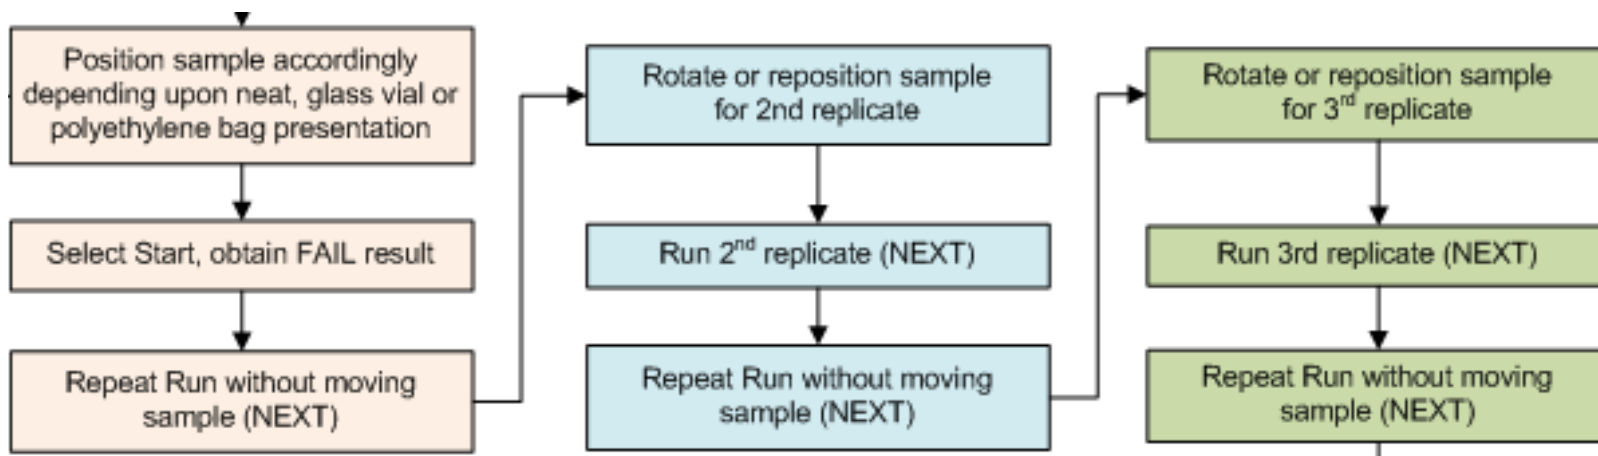 Position sample accordingly
depending upon neat, glass vial or
polyethylene bag presentation
Select Start, obtain FAIL result
Repeat Run without moving
sample (NEXT)
Rotate or reposition sample
for 2nd replicate
Run 2nd replicate (NEXT)
Repeat Run without moving
sample (NEXT)
Rotate or reposition sample
for 3rd replicate
Run 3rd replicate (NEXT)
Repeat Run without moving
sample (NEXT)